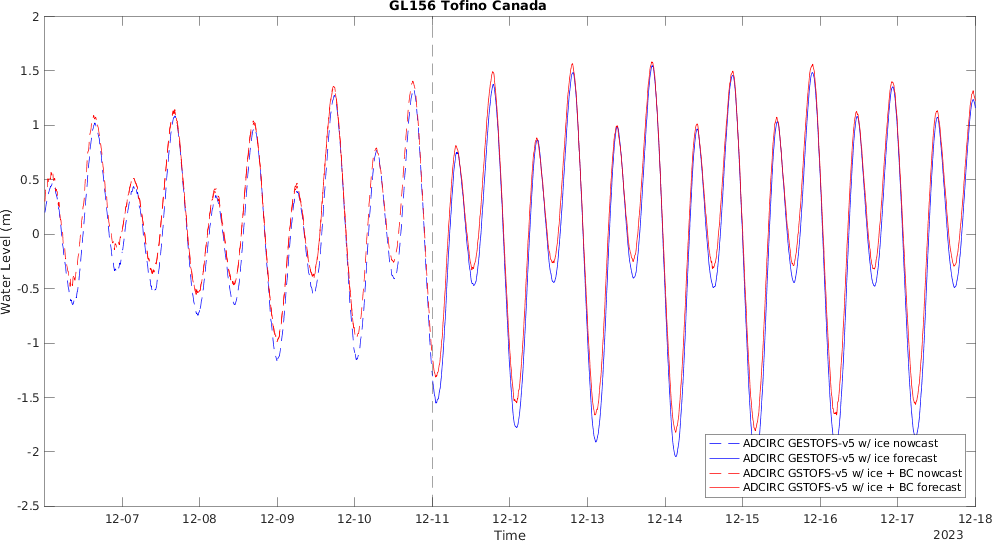 GL156 Tofino Canada
2
1.5
1
0.5
0
-0.5
-1
-1.5
-2
-2.5
Water Level (m)
ADCIRC GESTOFS-v5 w/ ice nowcast
ADCIRC GESTOFS-v5 w/ ice forecast
ADCIRC GSTOFS-v5 w/ ice + BC nowcast
ADCIRC GSTOFS-v5 w/ ice + BC forecast
12-07 12-08 12-09 12-10 12-11 12-12 12-13 12-14 12-15 12-16 12-17 12-18
Time
2023